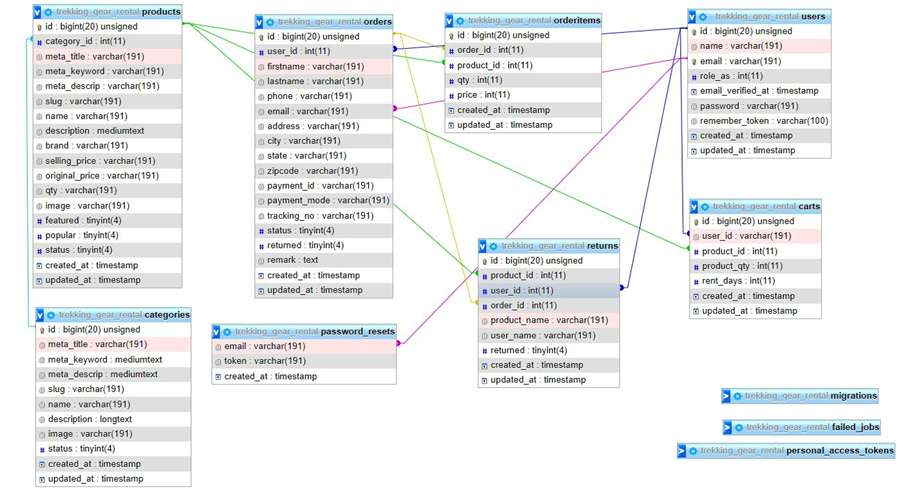 trekking_gear_rental products
id : bigint(20) unsigned
category_id : int(11)
meta_title : varchar(191)
meta_keyword : varchar(191)
meta_descrip : varchar(191)
slug : varchar(191)
name : varchar(191)
description : mediumtext
brand : varchar(191)
selling_price : varchar(191)
original_price : varchar(191)
qty : varchar(191)
image : varchar(191)
featured : tinyint(4)
popular : tinyint(4)
status : tinyint(4)
created_at : timestamp
updated_at : timestamp
trekking_gear_rental categories
id : bigint(20) unsigned
meta_title : varchar(191)
meta_keyword : mediumtext
meta_descrip : mediumtext
slug : varchar(191)
name : varchar(191)
description : longtext
image : varchar(191)
status : tinyint(4)
created_at : timestamp
updated_at : timestamp
trekking_gear_rental orders
id : bigint(20) unsigned
user_id : int(11)
firstname : varchar(191)
lastname : varchar(191)
phone : varchar(191)
email : varchar(191)
address : varchar(191)
city : varchar(191)
state : varchar(191)
zipcode : varchar(191)
payment_id : varchar(191)
payment_mode : varchar(191)
tracking_no : varchar(191)
status : tinyint(4)
returned : tinyint(4)
remark : text
created_at : timestamp
updated_at : timestamp
trekking_gear_rental password_resets
email : varchar(191)
token : varchar(191)
created_at : timestamp
trekking_gear_rental orderitems
id : bigint(20) unsigned
order_id : int(11)
product_id : int(11)
qty : int(11)
price : int(11)
created_at : timestamp
updated_at : timestamp
trekking_gear_rental returns
id : bigint(20) unsigned
product_id : int(11)
user_id : int(11)
order_id : int(11)
product_name : varchar(191)
user_name : varchar(191)
returned : tinyint(4)
created_at : timestamp
updated_at : timestamp
trekking_gear_rental users
id : bigint(20) unsigned
name : varchar(191)
email : varchar(191)
role_as : int(11)
email_verified_at : timestamp
password : varchar(191)
remember_token : varchar(100)
created_at : timestamp
updated_at : timestamp
trekking_gear_rental carts
id : bigint(20) unsigned
user_id : varchar(191)
product_id : int(11)
product_qty : int(11)
rent_days : int(11)
created_at : timestamp
updated_at : timestamp
trekking_gear_rental migrations
trekking_gear_rental failed_jobs
trekking_gear_rental personal_access_tokens